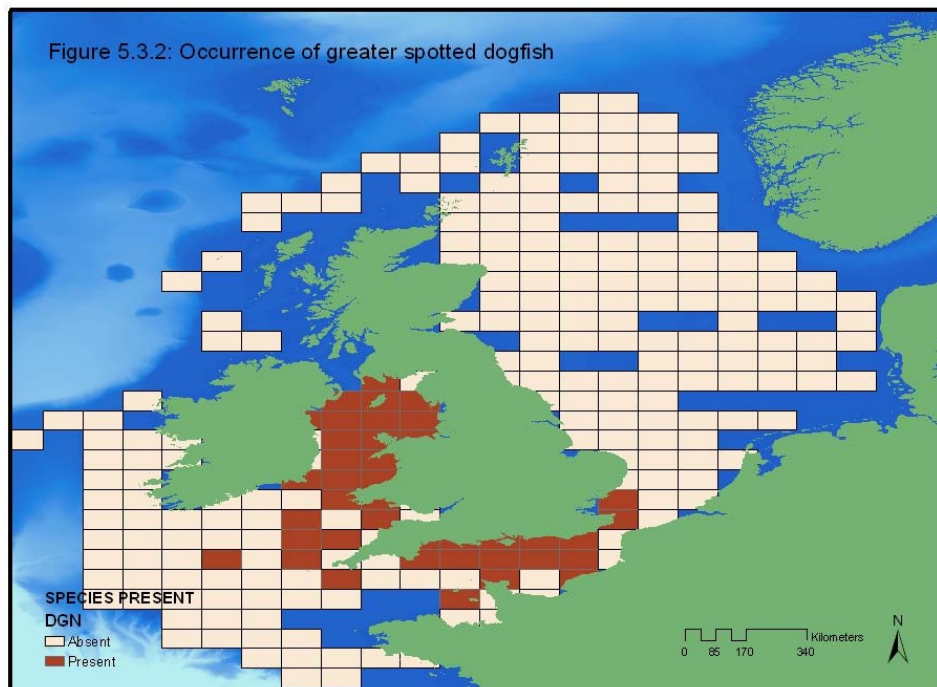 Figure 5.3.2: Occurrence of greater spotted dogfish
SPECIES PRESENT
DGN
Absent
Present
N
Kilometers
0 85 170 340